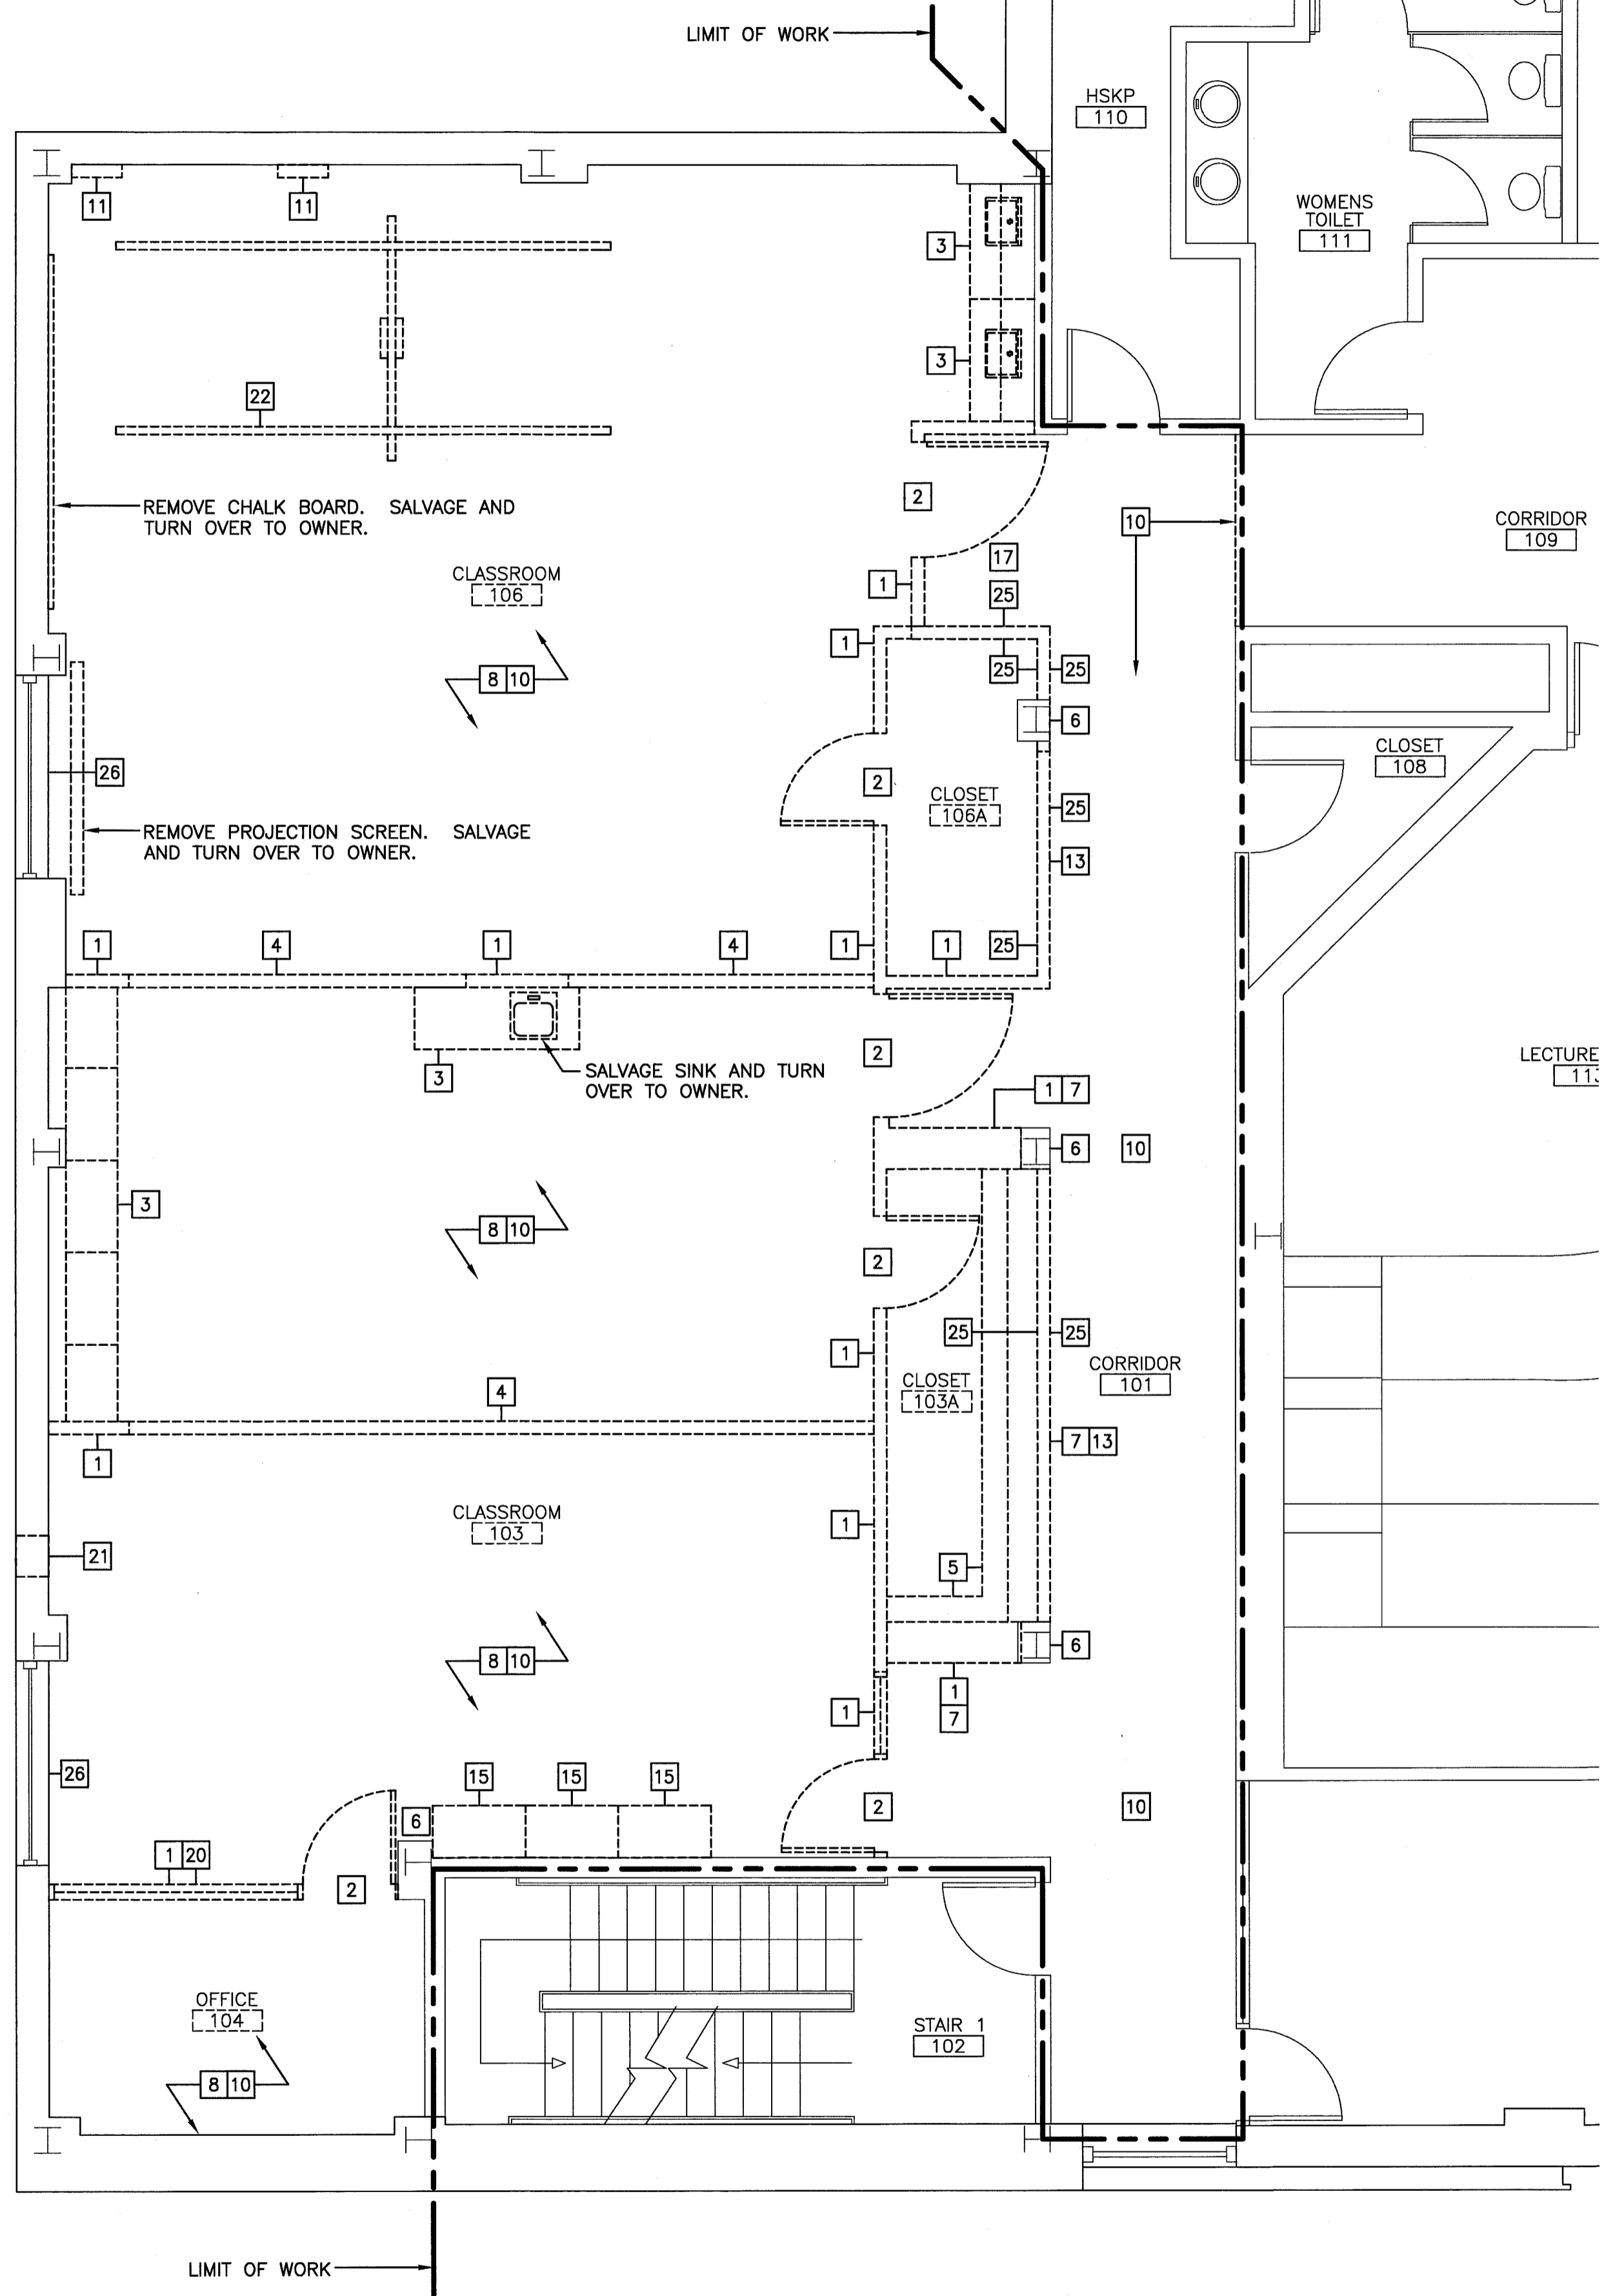 LIMIT OF WORK
HSKP
110
WOMENS
TOILET
111
11
11
3
3
22
2
10
REMOVE CHALK BOARD. SALVAGE AND
TURN OVER TO OWNER.
CORRIDOR
109
17
CLASSROOM
106
1
25
1
25
25
8 10
6
CLOSET
108
26
2
CLOSET
106A
25
REMOVE PROJECTION SCREEN. SALVAGE
AND TURN OVER TO OWNER.
13
1
4
1
4
1
1
25
2
3
SALVAGE SINK AND TURN
OVER TO OWNER.
LECTURE
1 7
6
10
3
8 10
2
25
25
1
CORRIDOR
101
CLOSET
103A
4
7 13
1
CLASSROOM
103
1
21
5
8 10
6
1
7
1
26
15
15
15
6
2
10
1 20
2
OFFICE
104
STAIR 1
102
8 10
LIMIT OF WORK